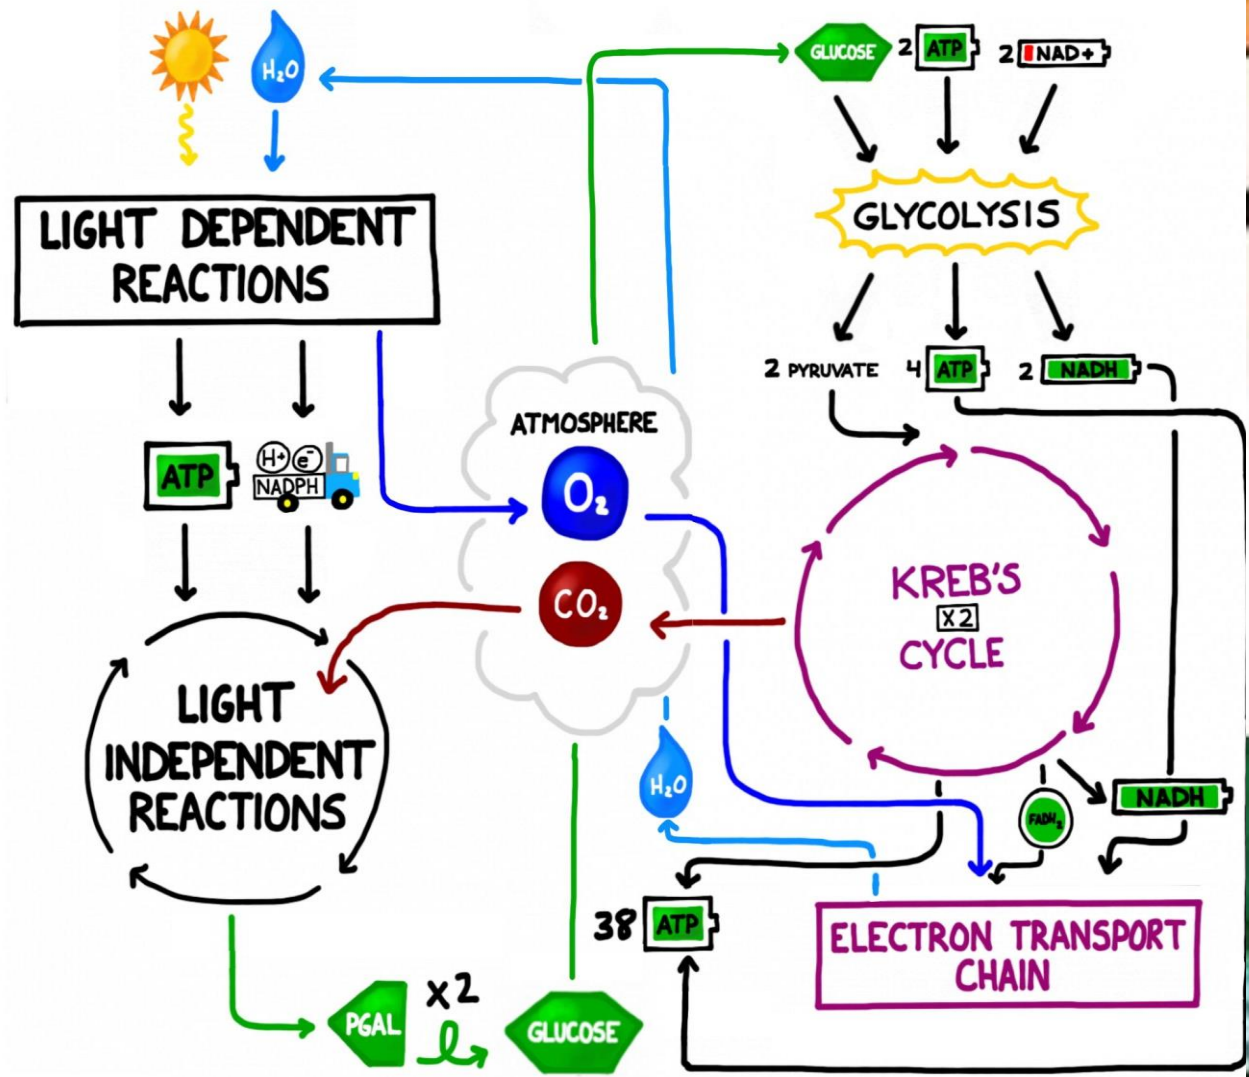 H₂O
GLUCOSE
2 ATP
2 NAD+
LIGHT DEPENDENT
REACTIONS
GLYCOLYSIS
2 PYRUVATE
4 ATP
2 NADH
ATP
H+ e⁻
NADPH
ATMOSPHERE
O₂
CO₂
KREB'S
X2
CYCLE
LIGHT
INDEPENDENT
REACTIONS
H₂O
FADH₂
NADH
38 ATP
ELECTRON TRANSPORT
CHAIN
PGAL
X2
GLUCOSE